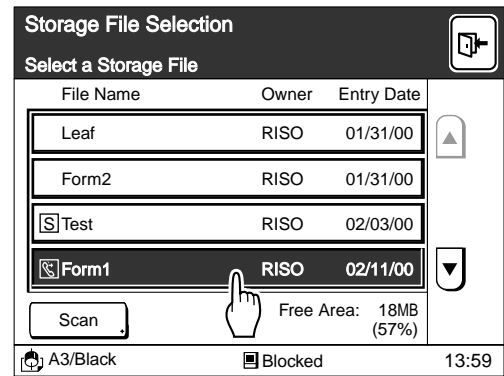 Storage File Selection
Select a Storage File
File Name Owner Entry Date
Leaf RISO 01/31/00
Form2 RISO 01/31/00
S Test RISO 02/03/00
Form1 RISO 02/11/00
Scan
Free Area: 18MB
(57%)
A3/Black Blocked 13:59